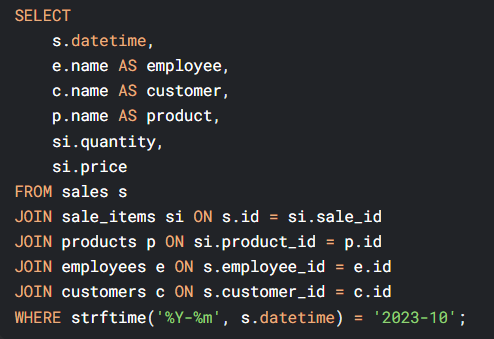 SELECT
    s.datetime,
    e.name AS employee,
    c.name AS customer,
    p.name AS product,
    si.quantity,
    si.price
FROM sales s
JOIN sale_items si ON s.id = si.sale_id
JOIN products p ON si.product_id = p.id
JOIN employees e ON s.employee_id = e.id
JOIN customers c ON s.customer_id = c.id
WHERE strftime('%Y-%m', s.datetime) = '2023-10';